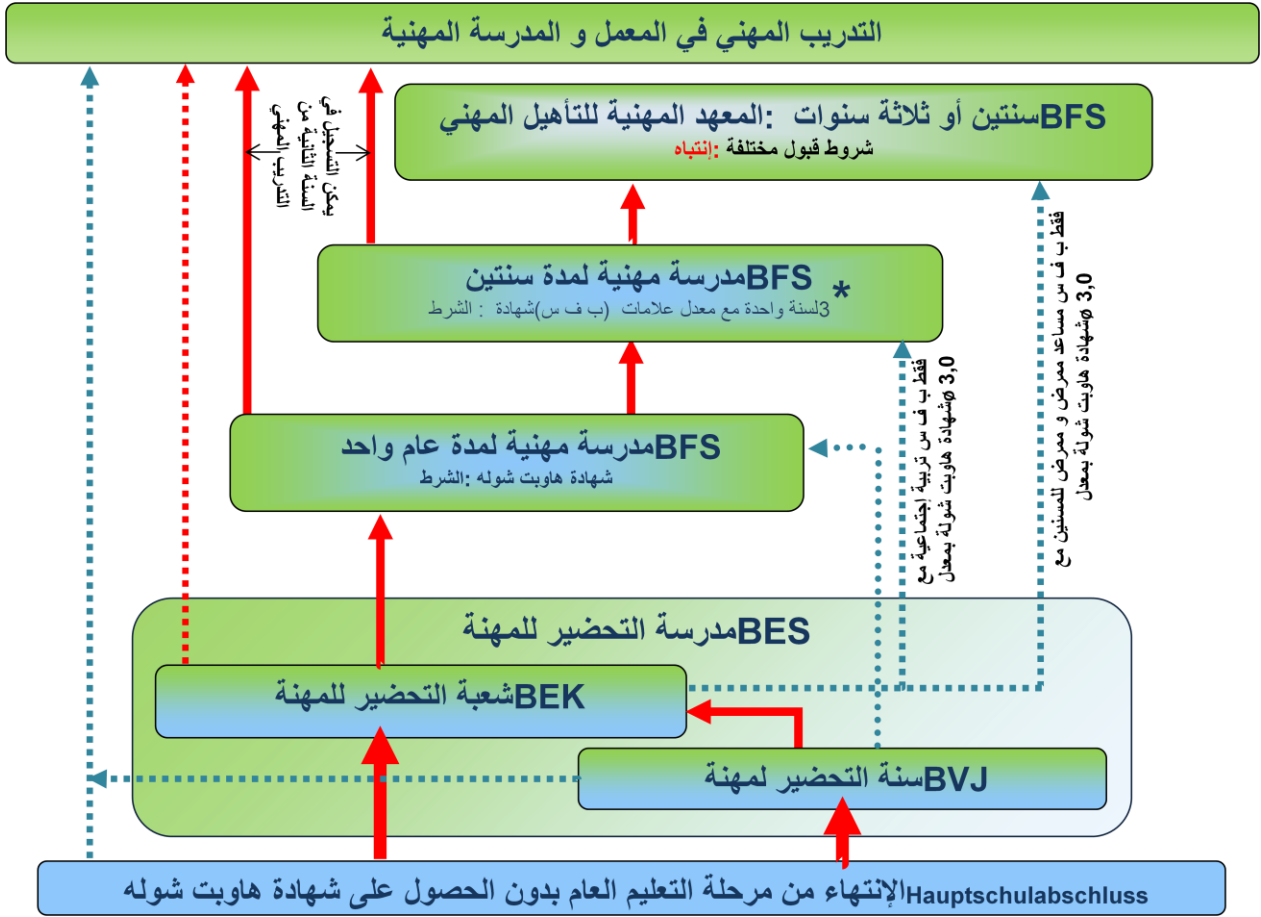 التدريب المهني في المعمل و المدرسة المهنية
BFSسنتين أو ثلاثة سنوات :المعهد المهنية للتأهيل المهني
شروط قبول مختلفة :إنتباه
يمكن التسجيل في
السنة الثانية من
التدريب المهني
BFSمدرسة مهنية لمدة سنتين
* 3لسنة واحدة مع معدل علامات (ب ف س)شهادة : الشرط
فقط ب ف س مساعد ممرض و ممرض للمسنين مع
3,0 øشهادة هاوبت شولة بمعدل
فقط ب ف س تربية إجتماعية مع
3,0 øشهادة هاوبت شولة بمعدل
BFSمدرسة مهنية لمدة عام واحد
شهادة هاوبت شوله :الشرط
BESمدرسة التحضير للمهنة
BEKشعبة التحضير للمهنة
BVJسنة التحضير لمهنة
Hauptschulabschlussالإنتهاء من مرحلة التعليم العام بدون الحصول على شهادة هاوبت شوله